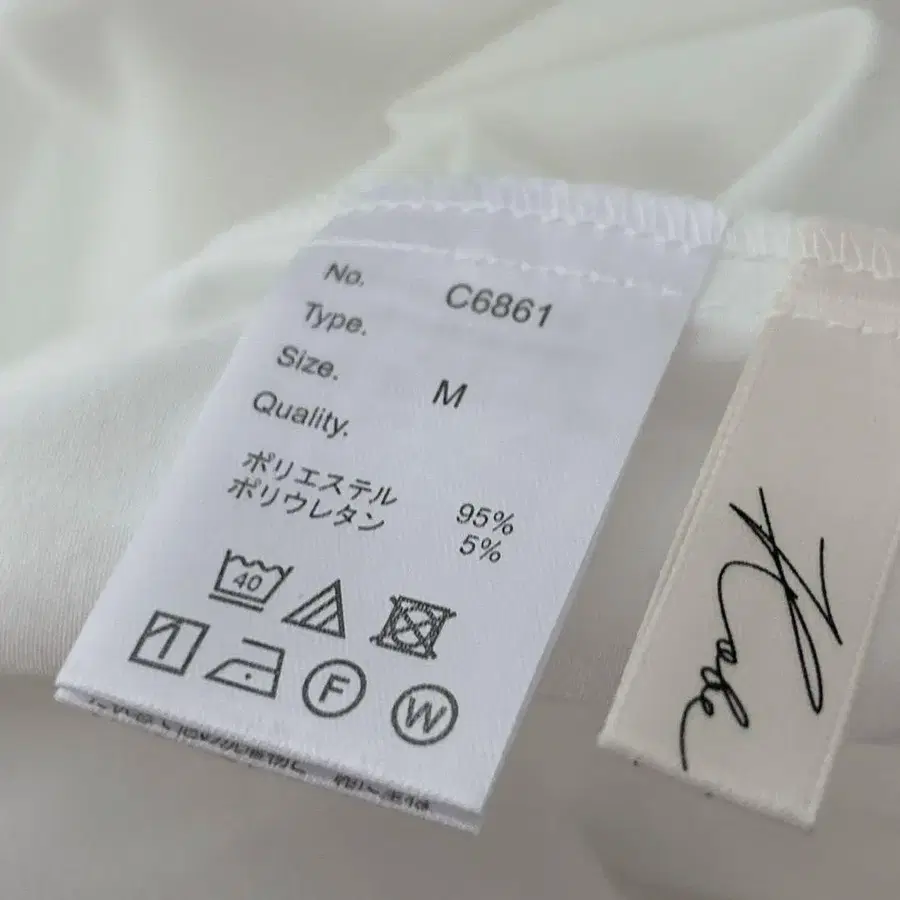 No. C6861
Type.
Size. M
Quality.
ポリエステル 95%
ポリウレタン 5%
40
F
W